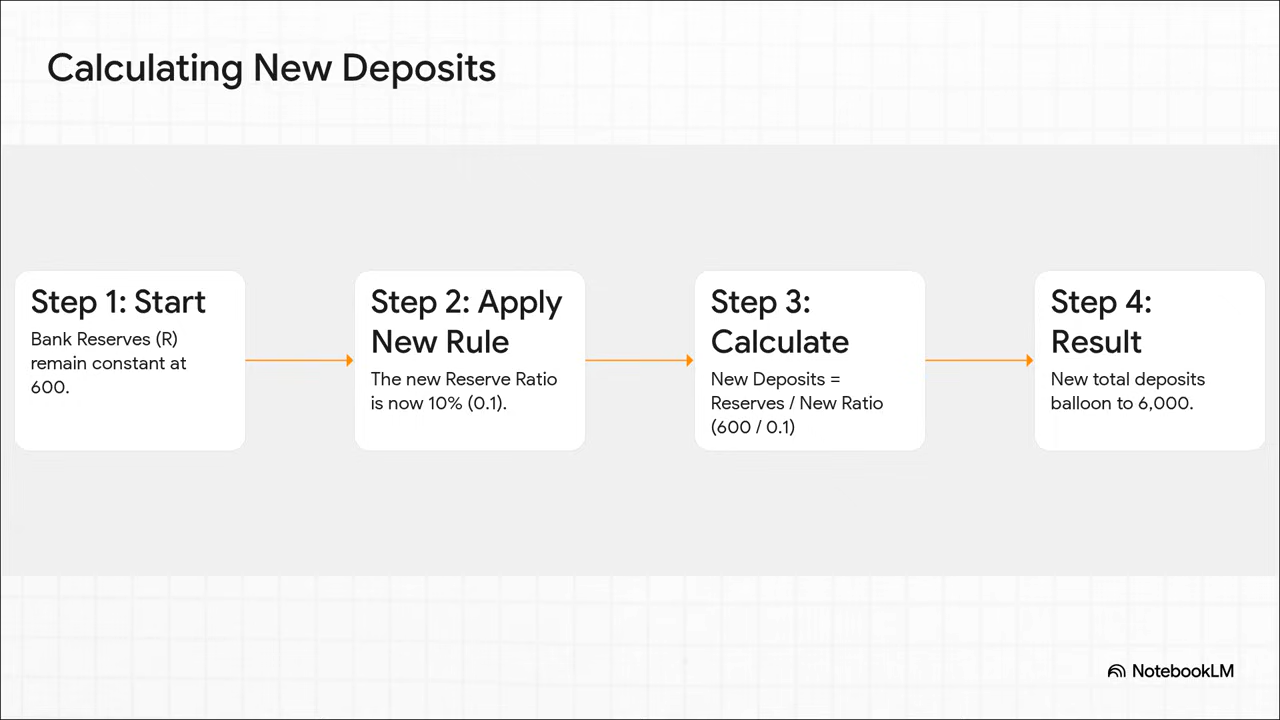 Calculating New Deposits
Step 1: Start
Bank Reserves (R)
remain constant at
600.
Step 2: Apply
New Rule
The new Reserve Ratio
is now 10% (0.1).
Step 3:
Calculate
New Deposits =
Reserves / New Ratio
(600 / 0.1)
Step 4:
Result
New total deposits
balloon to 6,000.
NotebookLM